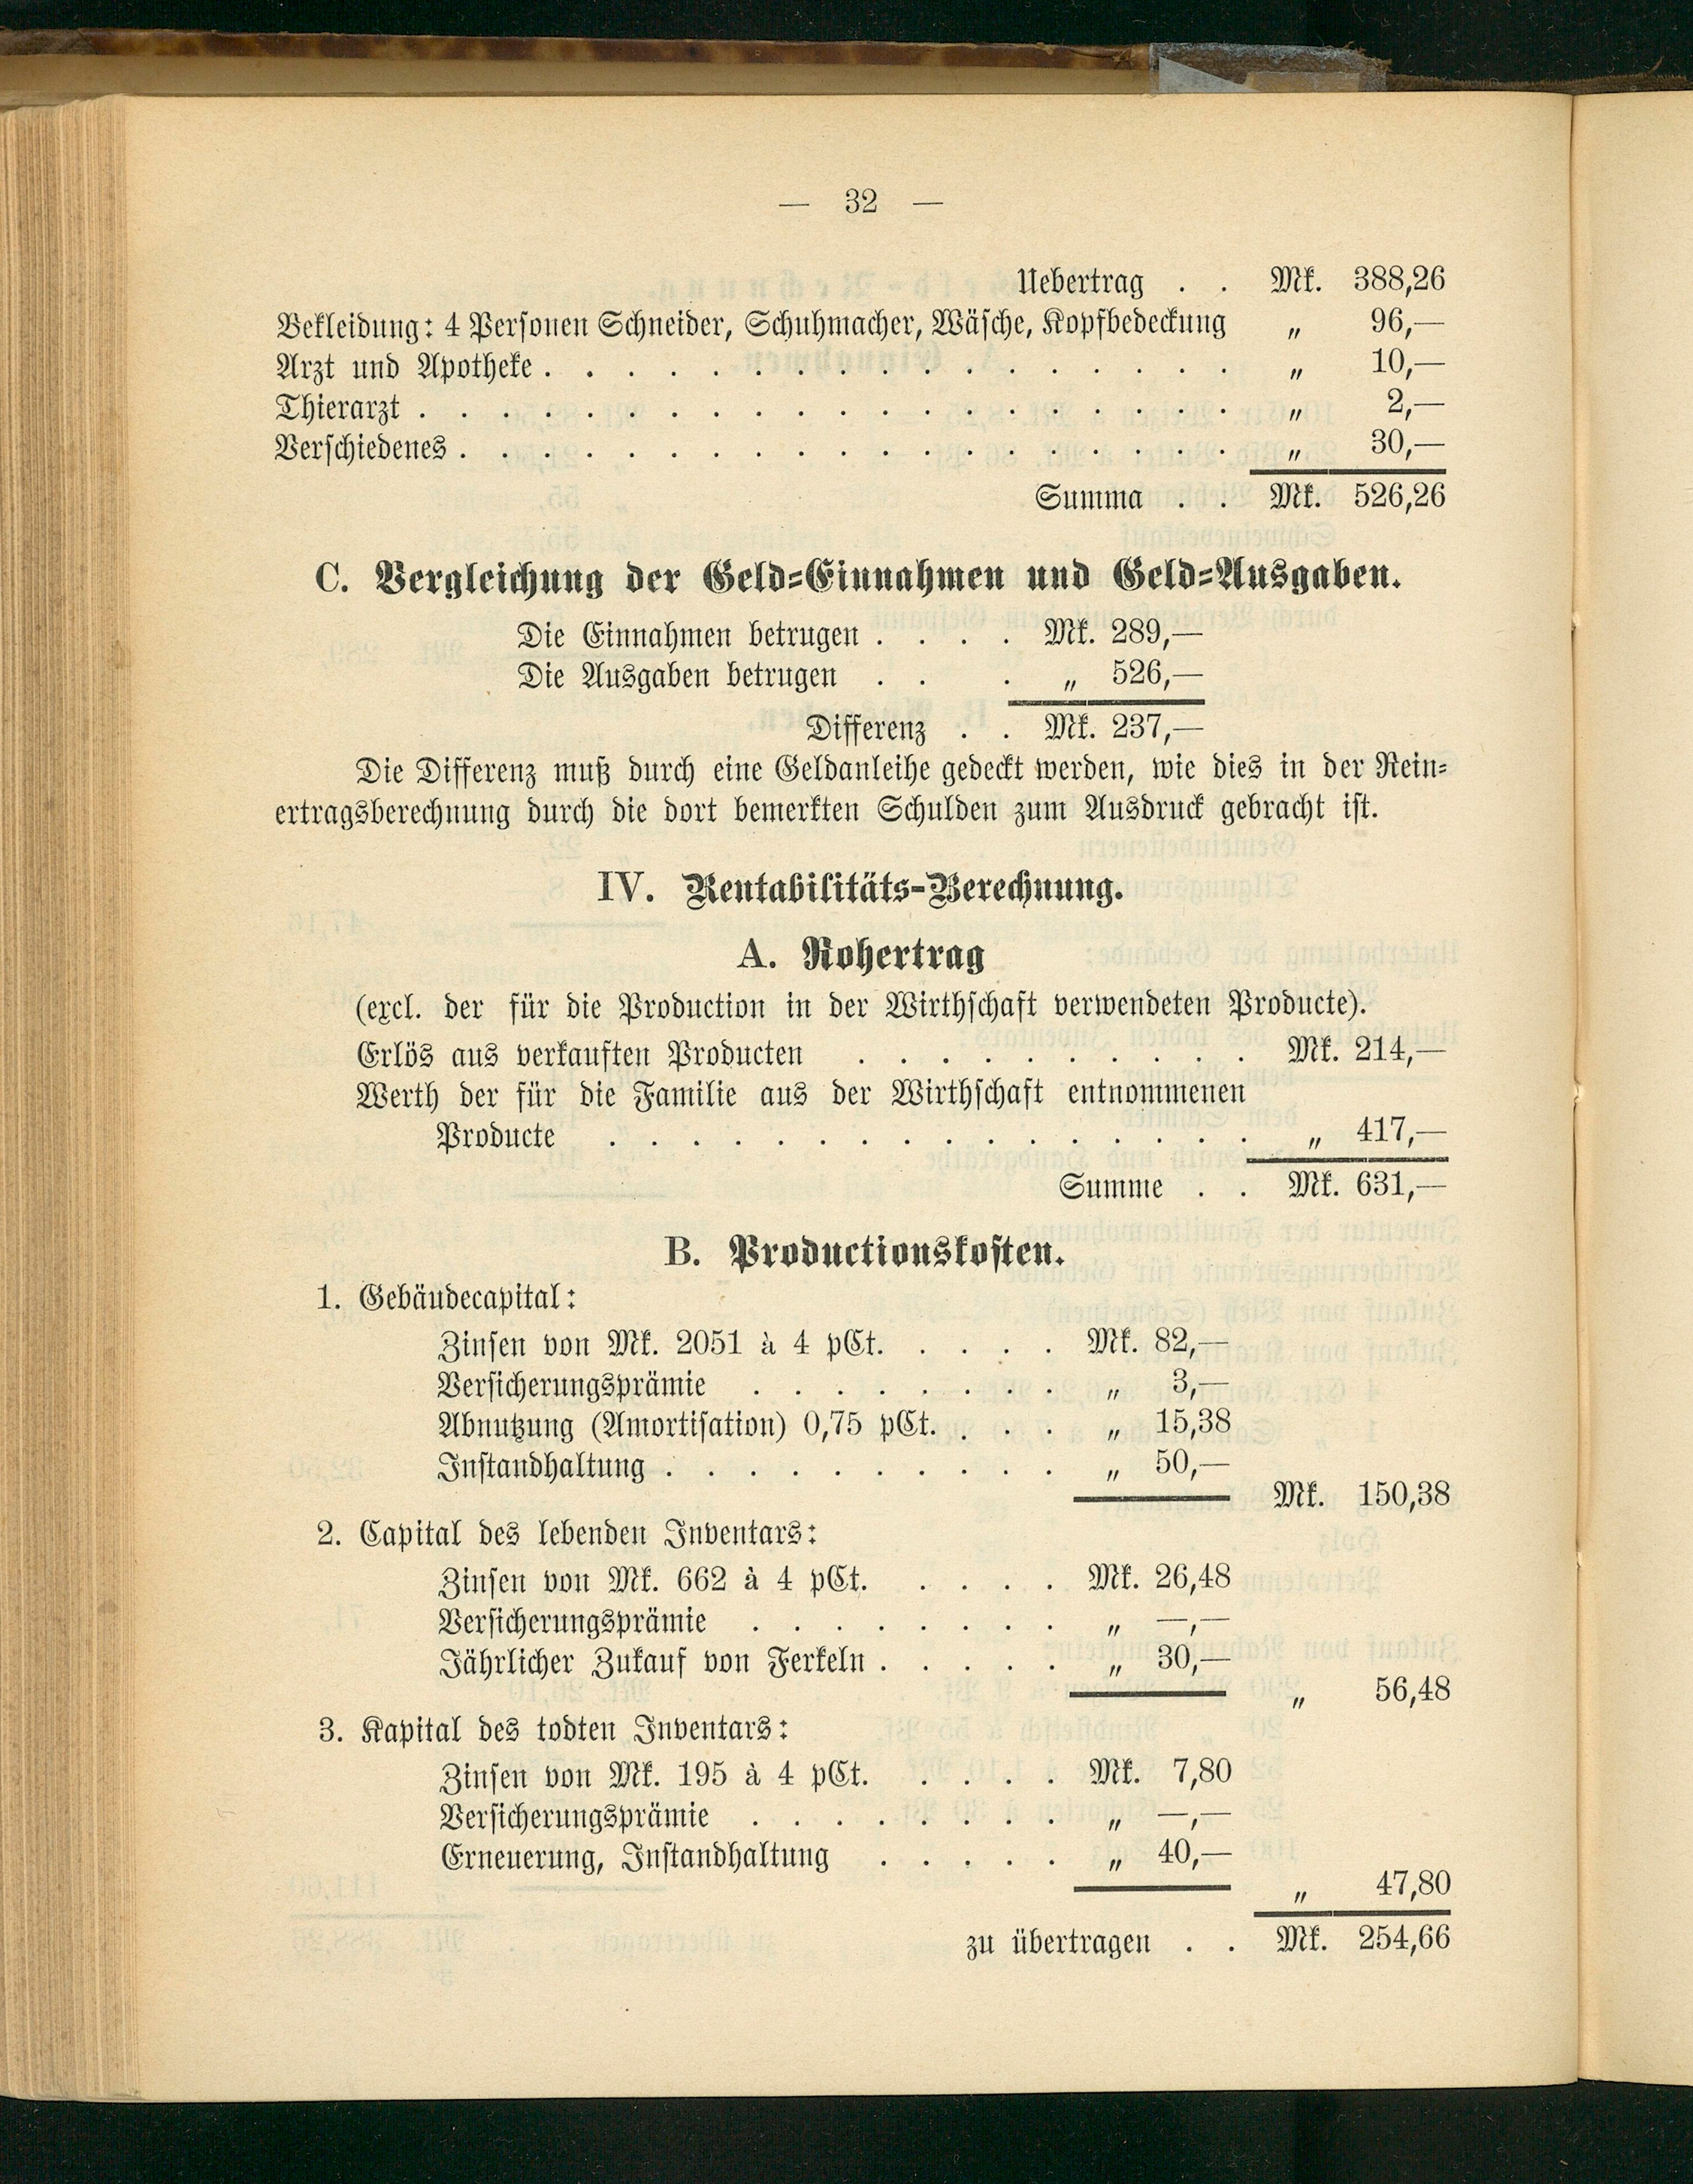 — 32 —
Uebertrag . . Mk. 388,26
Bekleidung: 4 Personen Schneider, Schuhmacher, Wäsche, Kopfbedeckung „ 96,—
Arzt und Apotheke . . . . . . . . . . . . . . . . . „ 10,—
Thierarzt . . . . . . . . . . . . . . . . . . . . „ 2,—
Verschiedenes . . . . . . . . . . . . . . . . . . . „ 30,—
Summa . . Mk. 526,26
C. Vergleichung der Geld=Einnahmen und Geld=Ausgaben.
Die Einnahmen betrugen . . . . Mk. 289,—
Die Ausgaben betrugen . . . „ 526,—
Differenz . . Mk. 237,—
Die Differenz muß durch eine Geldanleihe gedeckt werden, wie dies in der Rein=
ertragsberechnung durch die dort bemerkten Schulden zum Ausdruck gebracht ist.
IV. Rentabilitäts-Berechnung.
A. Rohertrag
(excl. der für die Production in der Wirthschaft verwendeten Producte).
Erlös aus verkauften Producten . . . . . . . . . . Mk. 214,—
Werth der für die Familie aus der Wirthschaft entnommenen
Producte . . . . . . . . . . . . . . . . „ 417,—
Summe . . Mk. 631,—
B. Productionskosten.
1. Gebäudecapital:
Zinsen von Mk. 2051 à 4 pCt. . . . . Mk. 82,—
Versicherungsprämie . . . . . . . . „ 3,—
Abnutzung (Amortisation) 0,75 pCt. . . . „ 15,38
Instandhaltung . . . . . . . . . . „ 50,—
Mk. 150,38
2. Capital des lebenden Inventars:
Zinsen von Mk. 662 à 4 pCt. . . . . Mk. 26,48
Versicherungsprämie . . . . . . . . „ —,—
Jährlicher Zukauf von Ferkeln . . . . . „ 30,—
„ 56,48
3. Kapital des todten Inventars:
Zinsen von Mk. 195 à 4 pCt. . . . . Mk. 7,80
Versicherungsprämie . . . . . . . . „ —,—
Erneuerung, Instandhaltung . . . . . „ 40,—
„ 47,80
zu übertragen . . Mk. 254,66